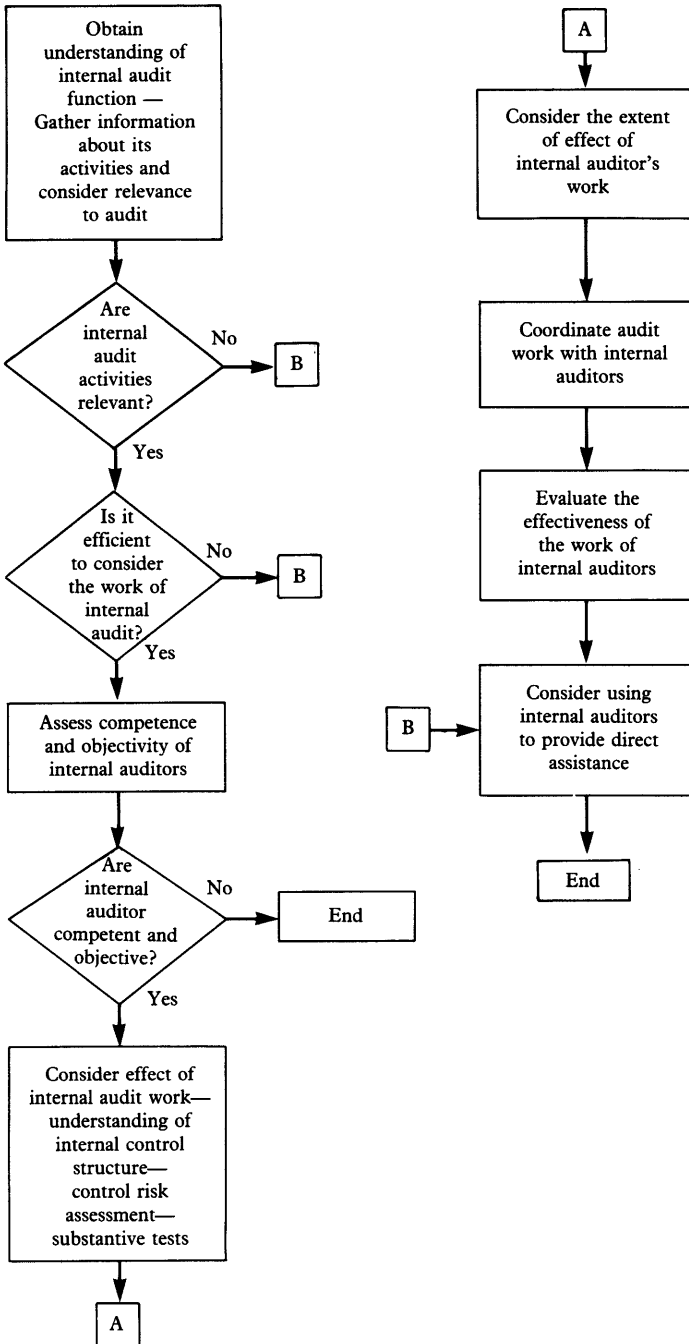 Obtain
understanding of
internal audit
function —
Gather information
about its
activities and
consider relevance
to audit
Are
internal
audit
activities
relevant?
No
B
Yes
Is it
efficient
to consider
the work of
internal
audit?
No
B
Yes
Assess competence
and objectivity of
internal auditors
Are
internal
auditor
competent and
objective?
No
End
Yes
Consider effect of
internal audit work—
understanding of
internal control
structure—
control risk
assessment—
substantive tests
A
A
Consider the extent
of effect of
internal auditor's
work
Coordinate audit
work with internal
auditors
Evaluate the
effectiveness of
the work of
internal auditors
B
Consider using
internal auditors
to provide direct
assistance
End